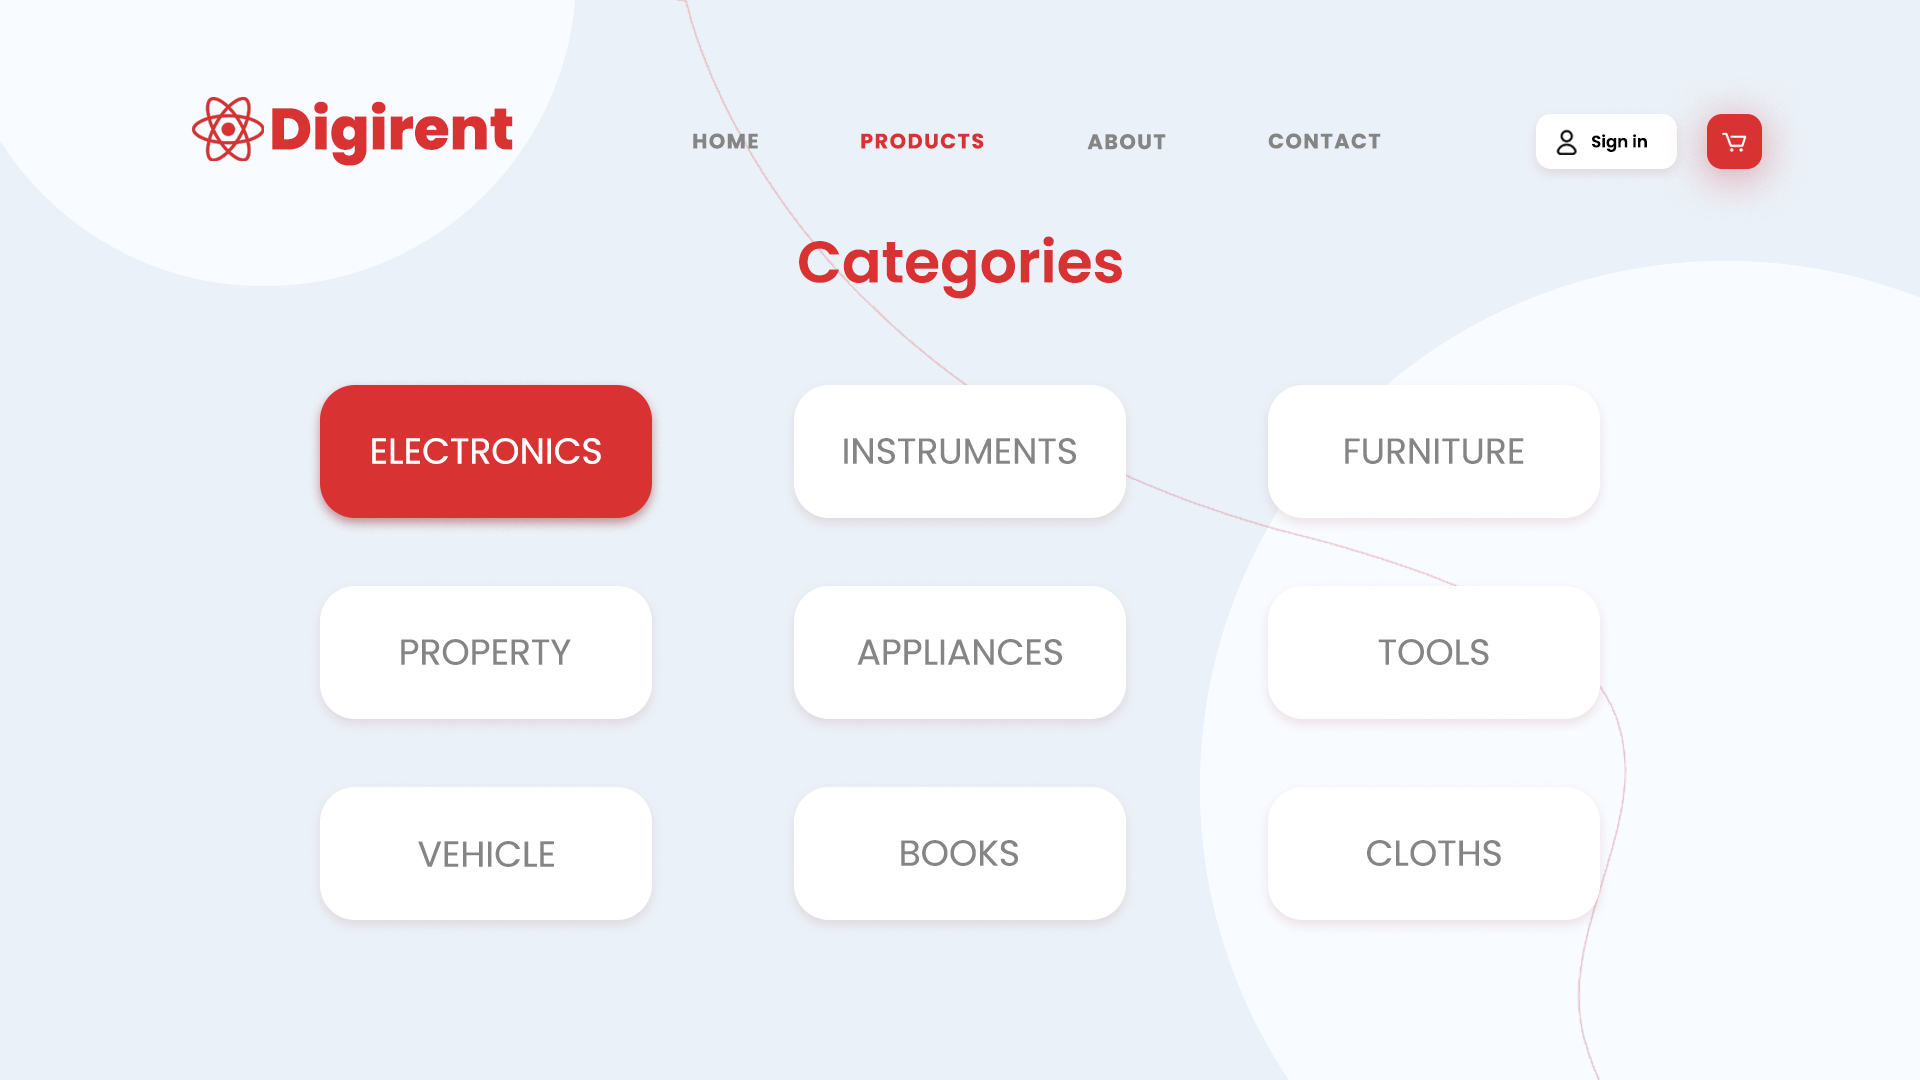 Digirent
HOME PRODUCTS ABOUT CONTACT Sign in
Categories
ELECTRONICS INSTRUMENTS FURNITURE
PROPERTY APPLIANCES TOOLS
VEHICLE BOOKS CLOTHS